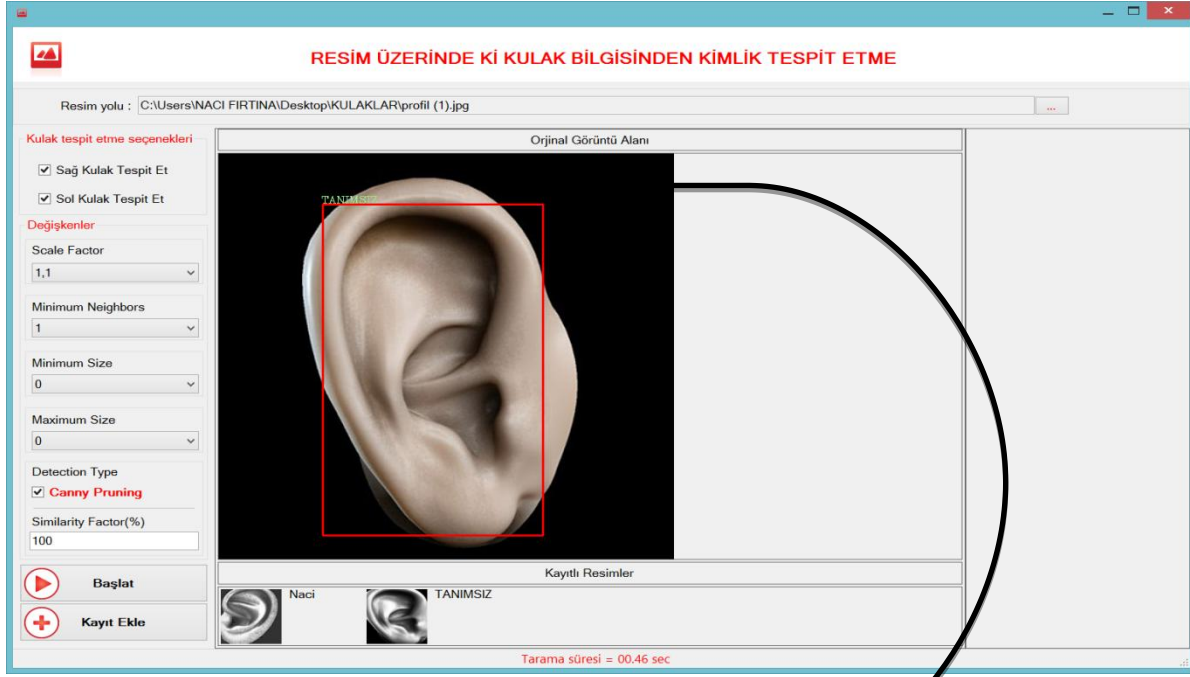 RESİM ÜZERİNDE Kİ KULAK BİLGİSİNDEN KİMLİK TESPİT ETME
Resim yolu : C:\Users\NACI FIRTINA\Desktop\KULAKLAR\profil (1).jpg ...
Kulak tespit etme seçenekleri
Sağ Kulak Tespit Et
Sol Kulak Tespit Et
Değişkenler
Scale Factor
1,1
Minimum Neighbors
1
Minimum Size
0
Maximum Size
0
Detection Type
Canny Pruning
Similarity Factor(%)
100
Başlat
Kayıt Ekle
Orjinal Görüntü Alanı
TANIMSIZ
Kayıtlı Resimler
Naci
TANIMSIZ
Tarama süresi = 00.46 sec